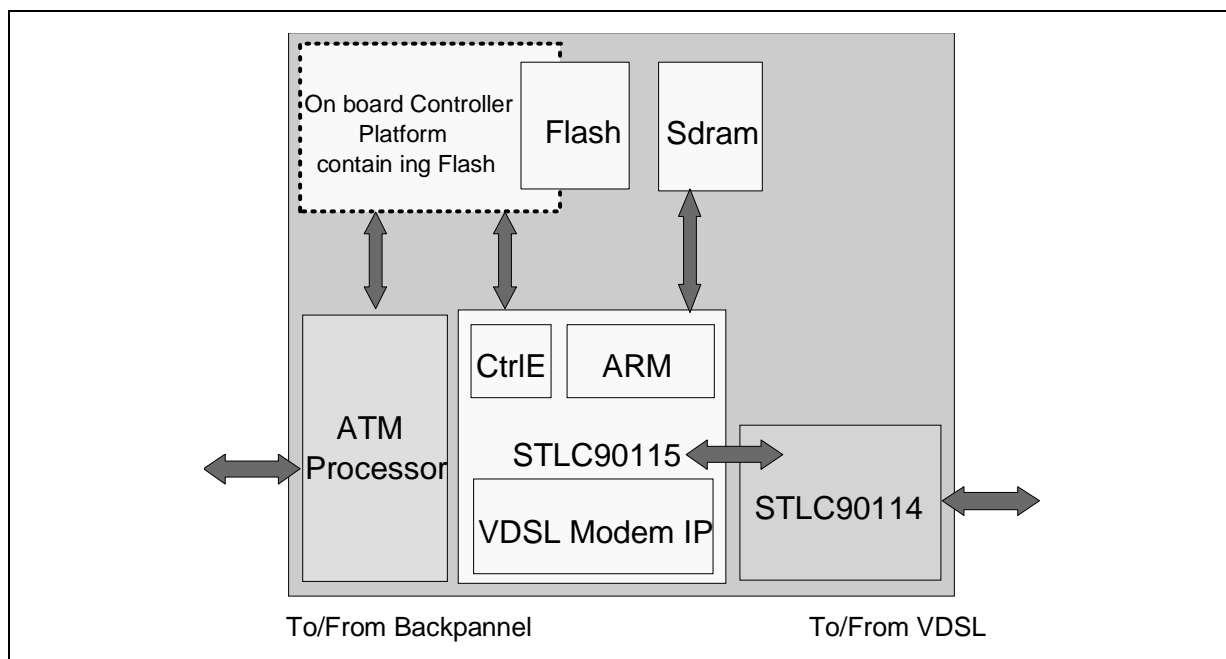 On board Controller
Platform
contain ing Flash
Flash
Sdram
CtrlE
ARM
ATM
Processor
STLC90115
VDSL Modem IP
STLC90114
To/From Backpannel
To/From VDSL